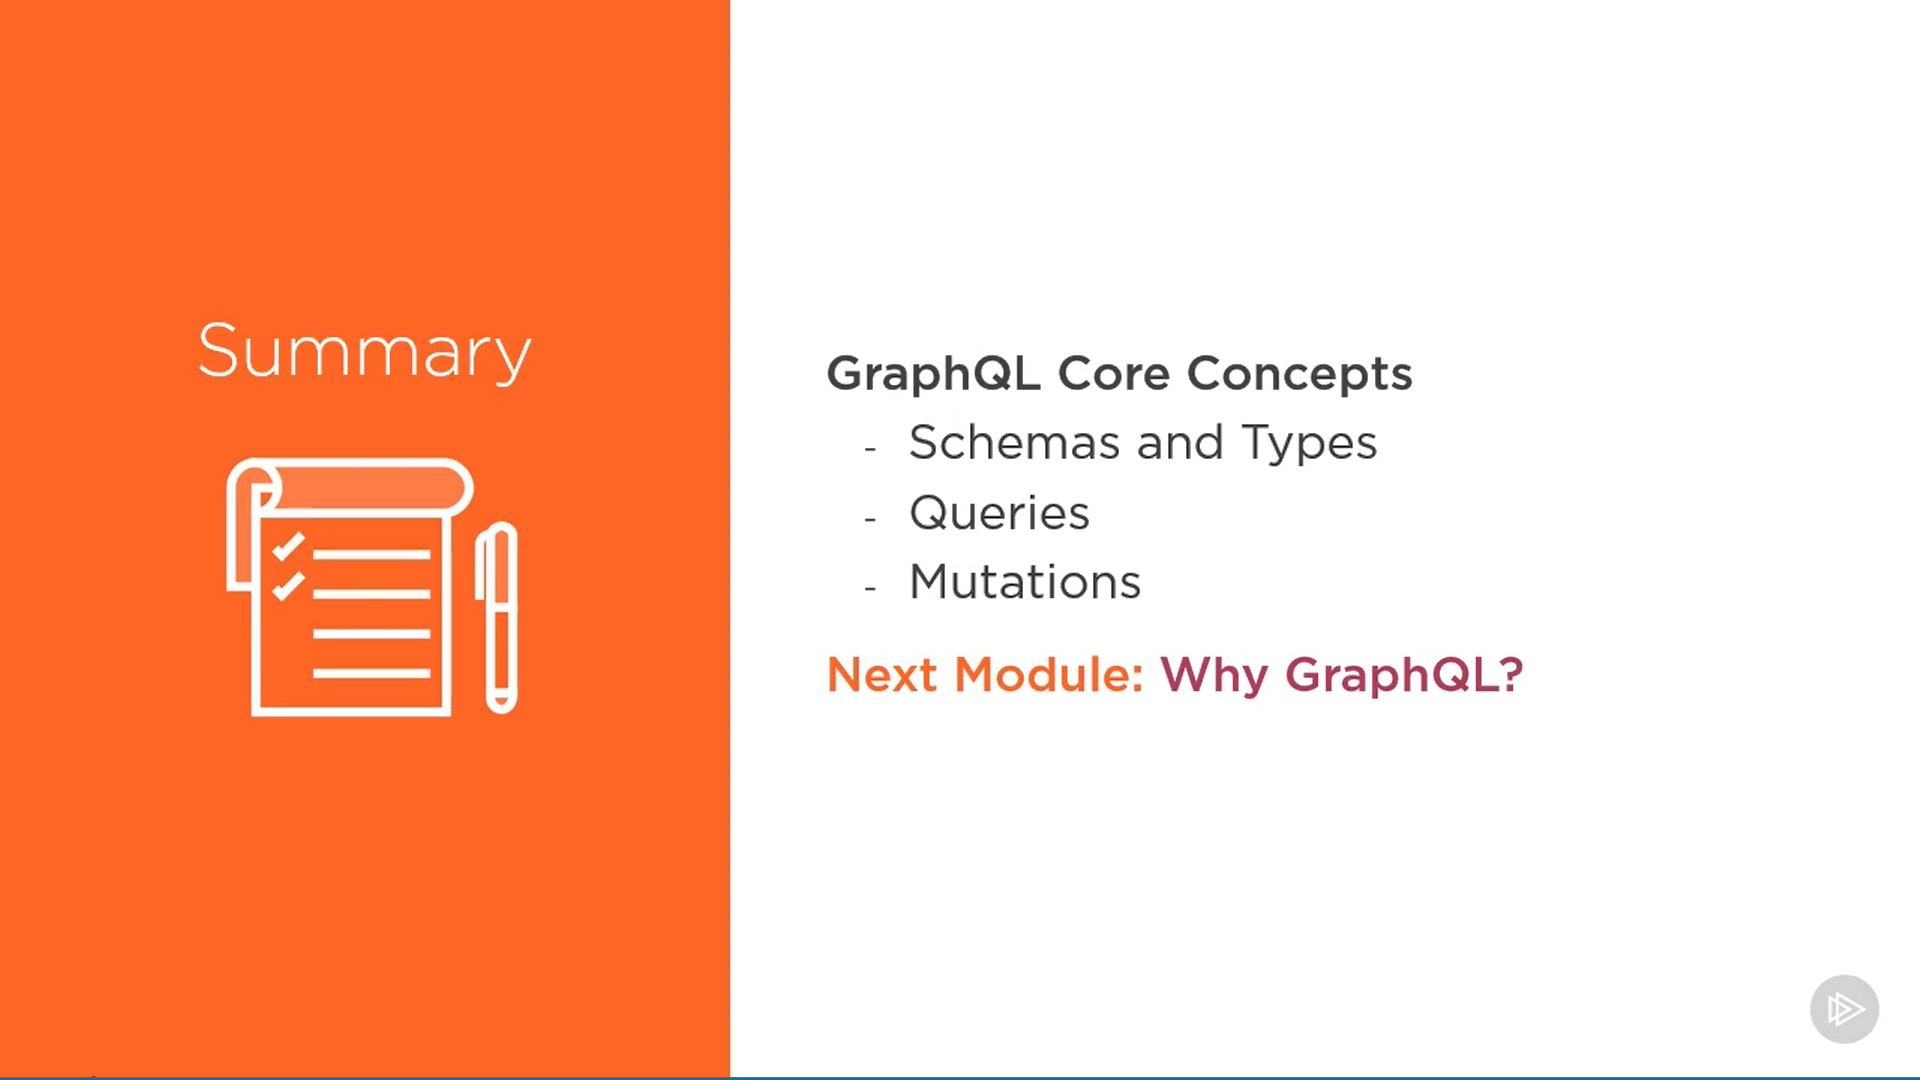 Summary
GraphQL Core Concepts
- Schemas and Types
- Queries
- Mutations
Next Module: Why GraphQL?